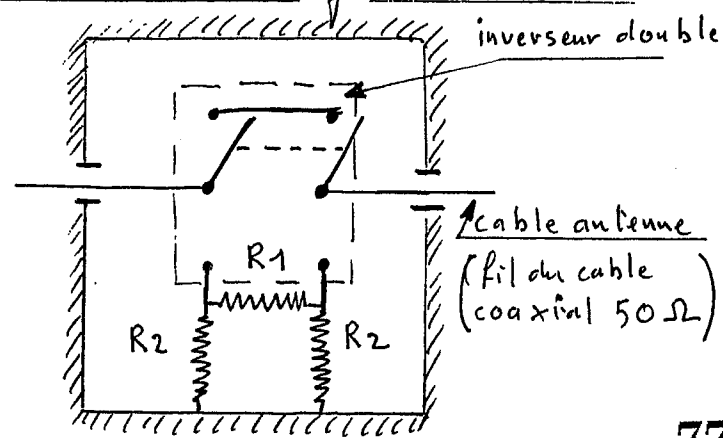 inverseur double
cable antenne
(fil du cable
coaxial 50 Ω)
R1
R2
R2